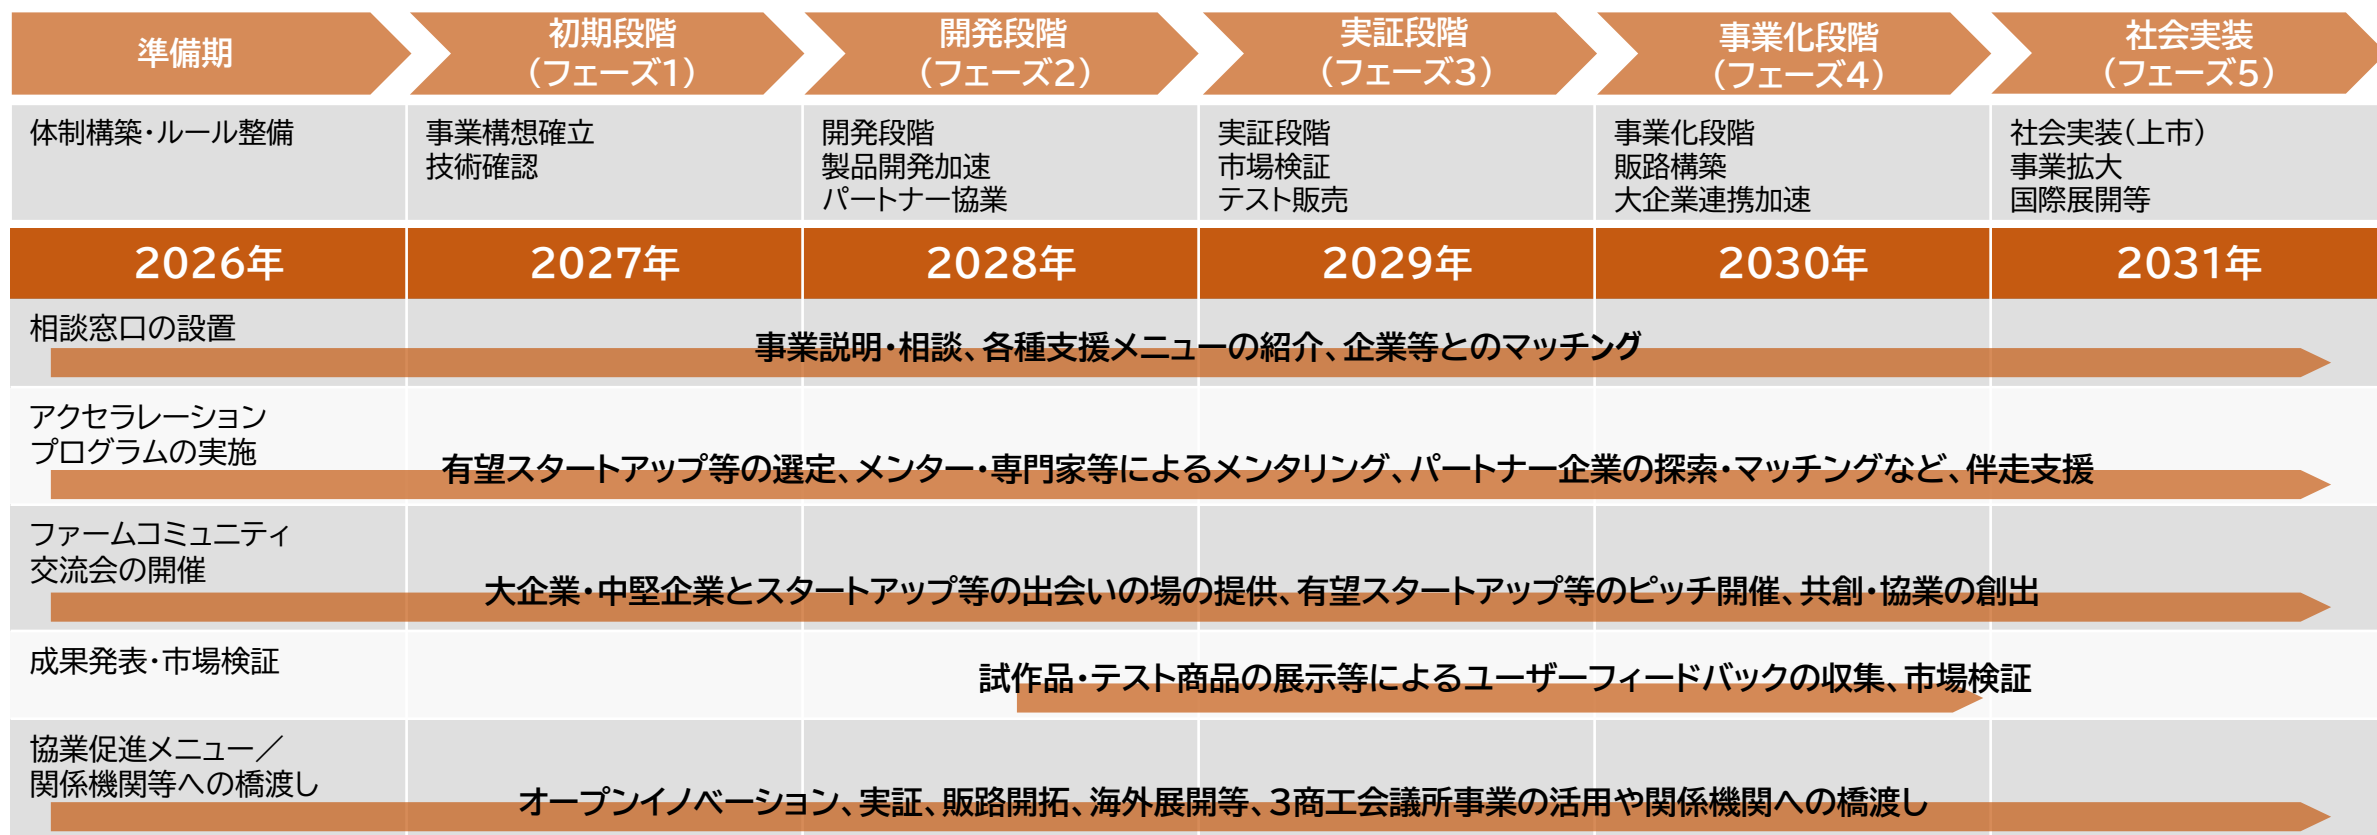 準備期
初期段階
（フェーズ1）
開発段階
（フェーズ2）
実証段階
（フェーズ3）
事業化段階
（フェーズ4）
社会実装
（フェーズ5）
体制構築・ルール整備
事業構想確立
技術確認
開発段階
製品開発加速
パートナー協業
実証段階
市場検証
テスト販売
事業化段階
販路構築
大企業連携加速
社会実装（上市）
事業拡大
国際展開等
2026年
2027年
2028年
2029年
2030年
2031年
相談窓口の設置
事業説明・相談、各種支援メニューの紹介、企業等とのマッチング
アクセラレーション
プログラムの実施
有望スタートアップ等の選定、メンター・専門家等によるメンタリング、パートナー企業の探索・マッチングなど、伴走支援
ファームコミュニティ
交流会の開催
大企業・中堅企業とスタートアップ等の出会いの場の提供、有望スタートアップ等のピッチ開催、共創・協業の創出
成果発表・市場検証
試作品・テスト商品の展示等によるユーザーフィードバックの収集、市場検証
協業促進メニュー／
関係機関等への橋渡し
オープンイノベーション、実証、販路開拓、海外展開等、3商工会議所事業の活用や関係機関への橋渡し